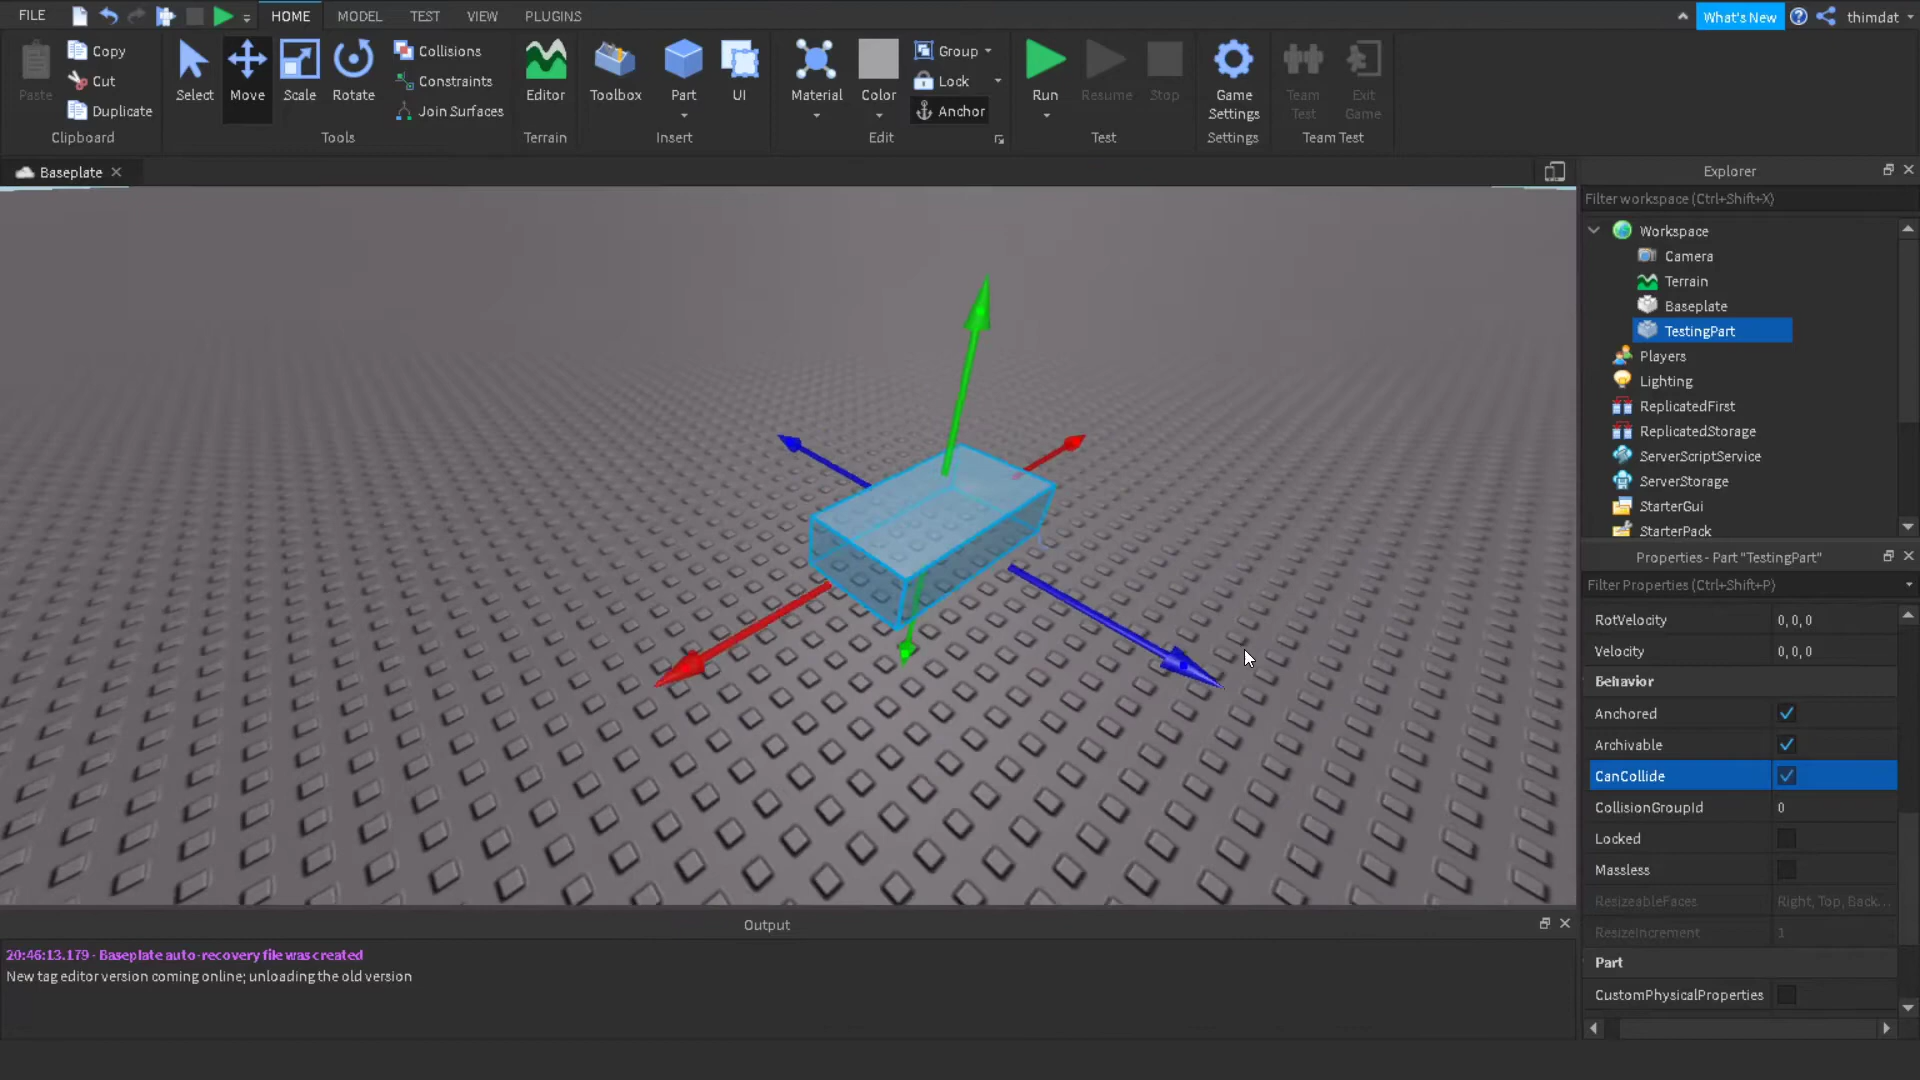 FILE HOME MODEL TEST VIEW PLUGINS What's New thimdat
Paste Copy Cut Duplicate
Clipboard
Select Move Scale Rotate Collisions Constraints Join Surfaces
Tools
Editor
Terrain
Toolbox Part UI
Insert
Material Color Group Lock Anchor
Edit
Run Resume Stop
Test
Game Settings
Settings
Team Test Exit Game
Team Test
Baseplate
Explorer
Filter workspace (Ctrl+Shift+X)
Workspace
Camera
Terrain
Baseplate
TestingPart
Players
Lighting
ReplicatedFirst
ReplicatedStorage
ServerScriptService
ServerStorage
StarterGui
StarterPack
Properties - Part "TestingPart"
Filter Properties (Ctrl+Shift+P)
RotVelocity 0, 0, 0
Velocity 0, 0, 0
Behavior
Anchored
Archivable
CanCollide
CollisionGroupId 0
Locked
Massless
ResizeableFaces Right, Top, Back...
ResizeIncrement 1
Part
CustomPhysicalProperties
Output
20:46:13.179 - Baseplate auto-recovery file was created
New tag editor version coming online; unloading the old version